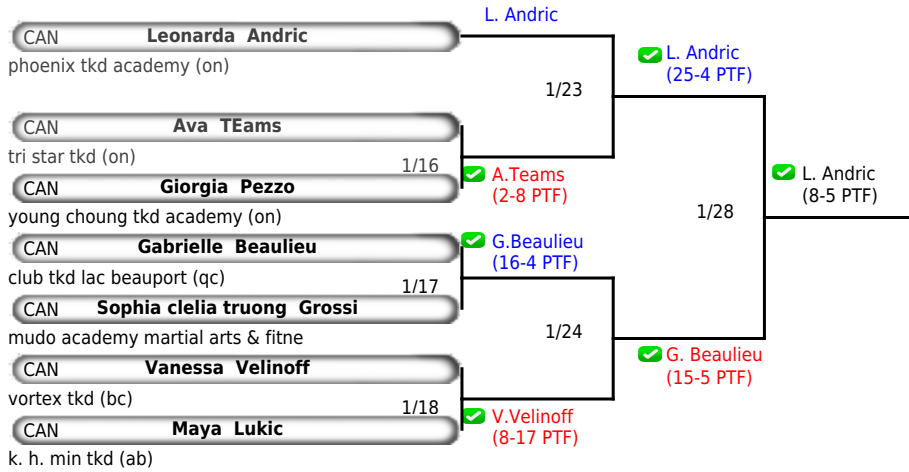 L. Andric
CAN Leonarda Andric
phoenix tkd academy (on)
L. Andric
(25-4 PTF)
1/23
CAN Ava TEams
tri star tkd (on)
1/16
A.Teams
(2-8 PTF)
CAN Giorgia Pezzo
young choung tkd academy (on)
L. Andric
(8-5 PTF)
1/28
CAN Gabrielle Beaulieu
G.Beaulieu
(16-4 PTF)
club tkd lac beauport (qc)
1/17
CAN Sophia clelia truong Grossi
mudo academy martial arts & fitne
1/24
CAN Vanessa Velinoff
G. Beaulieu
(15-5 PTF)
vortex tkd (bc)
1/18
V.Velinoff
(8-17 PTF)
CAN Maya Lukic
k. h. min tkd (ab)